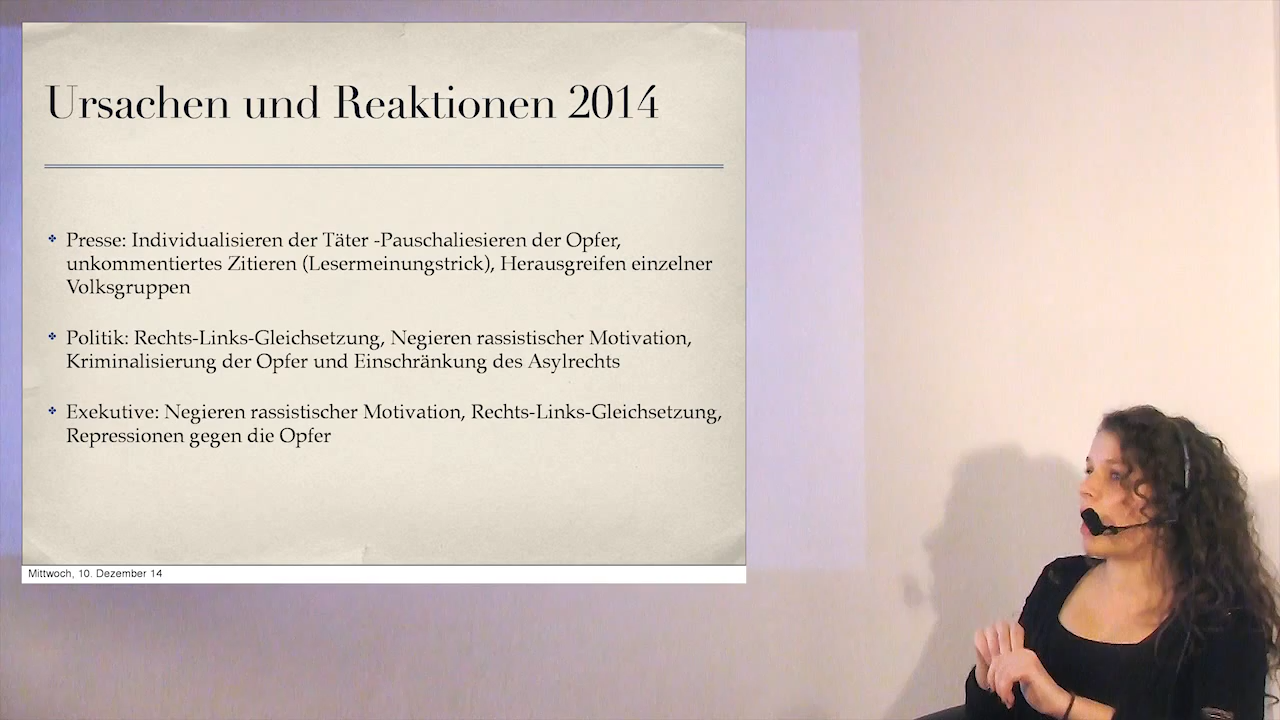 Ursachen und Reaktionen 2014
Presse: Individualisieren der Täter -Pauschaliesieren der Opfer,
unkommentiertes Zitieren (Lesermeinungstrick), Herausgreifen einzelner
Volksgruppen
Politik: Rechts-Links-Gleichsetzung, Negieren rassistischer Motivation,
Kriminalisierung der Opfer und Einschränkung des Asylrechts
Exekutive: Negieren rassistischer Motivation, Rechts-Links-Gleichsetzung,
Repressionen gegen die Opfer
Mittwoch, 10. Dezember 14